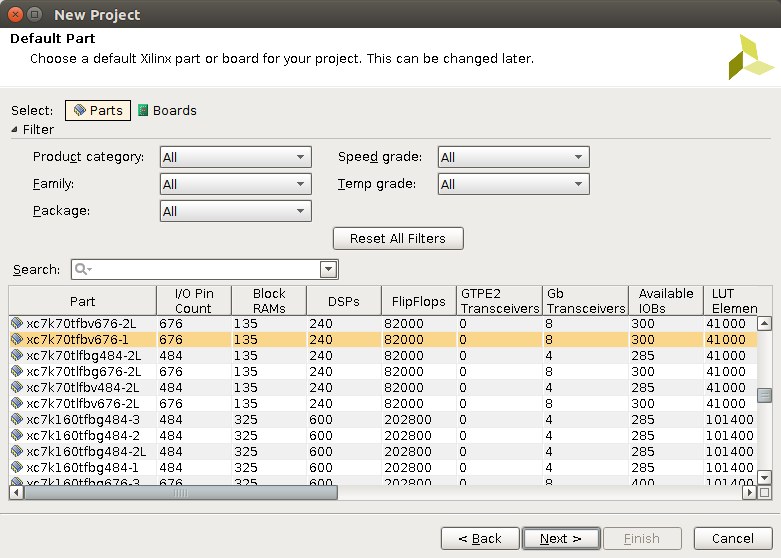 New Project
Default Part
Choose a default Xilinx part or board for your project. This can be changed later.
Select: Parts Boards
Filter
Product category: All Speed grade: All
Family: All Temp grade: All
Package: All
Reset All Filters
Search:
Part I/O Pin Count Block RAMs DSPs FlipFlops GTPE2 Transceivers Gb Transceivers Available IOBs LUT Elemen
xc7k70tfbv676-2L 676 135 240 82000 0 8 300 41000
xc7k70tfbv676-1 676 135 240 82000 0 8 300 41000
xc7k70tlfbg484-2L 484 135 240 82000 0 4 285 41000
xc7k70tlfbg676-2L 676 135 240 82000 0 8 300 41000
xc7k70tlfbv484-2L 484 135 240 82000 0 4 285 41000
xc7k70tlfbv676-2L 676 135 240 82000 0 8 300 41000
xc7k160tfbg484-3 484 325 600 202800 0 4 285 101400
xc7k160tfbg484-2 484 325 600 202800 0 4 285 101400
xc7k160tfbg484-2L 484 325 600 202800 0 4 285 101400
xc7k160tfbg484-1 484 325 600 202800 0 4 285 101400
xc7k160tfbg676-3 676 325 600 202800 0 8 400 101400
< Back Next > Finish Cancel